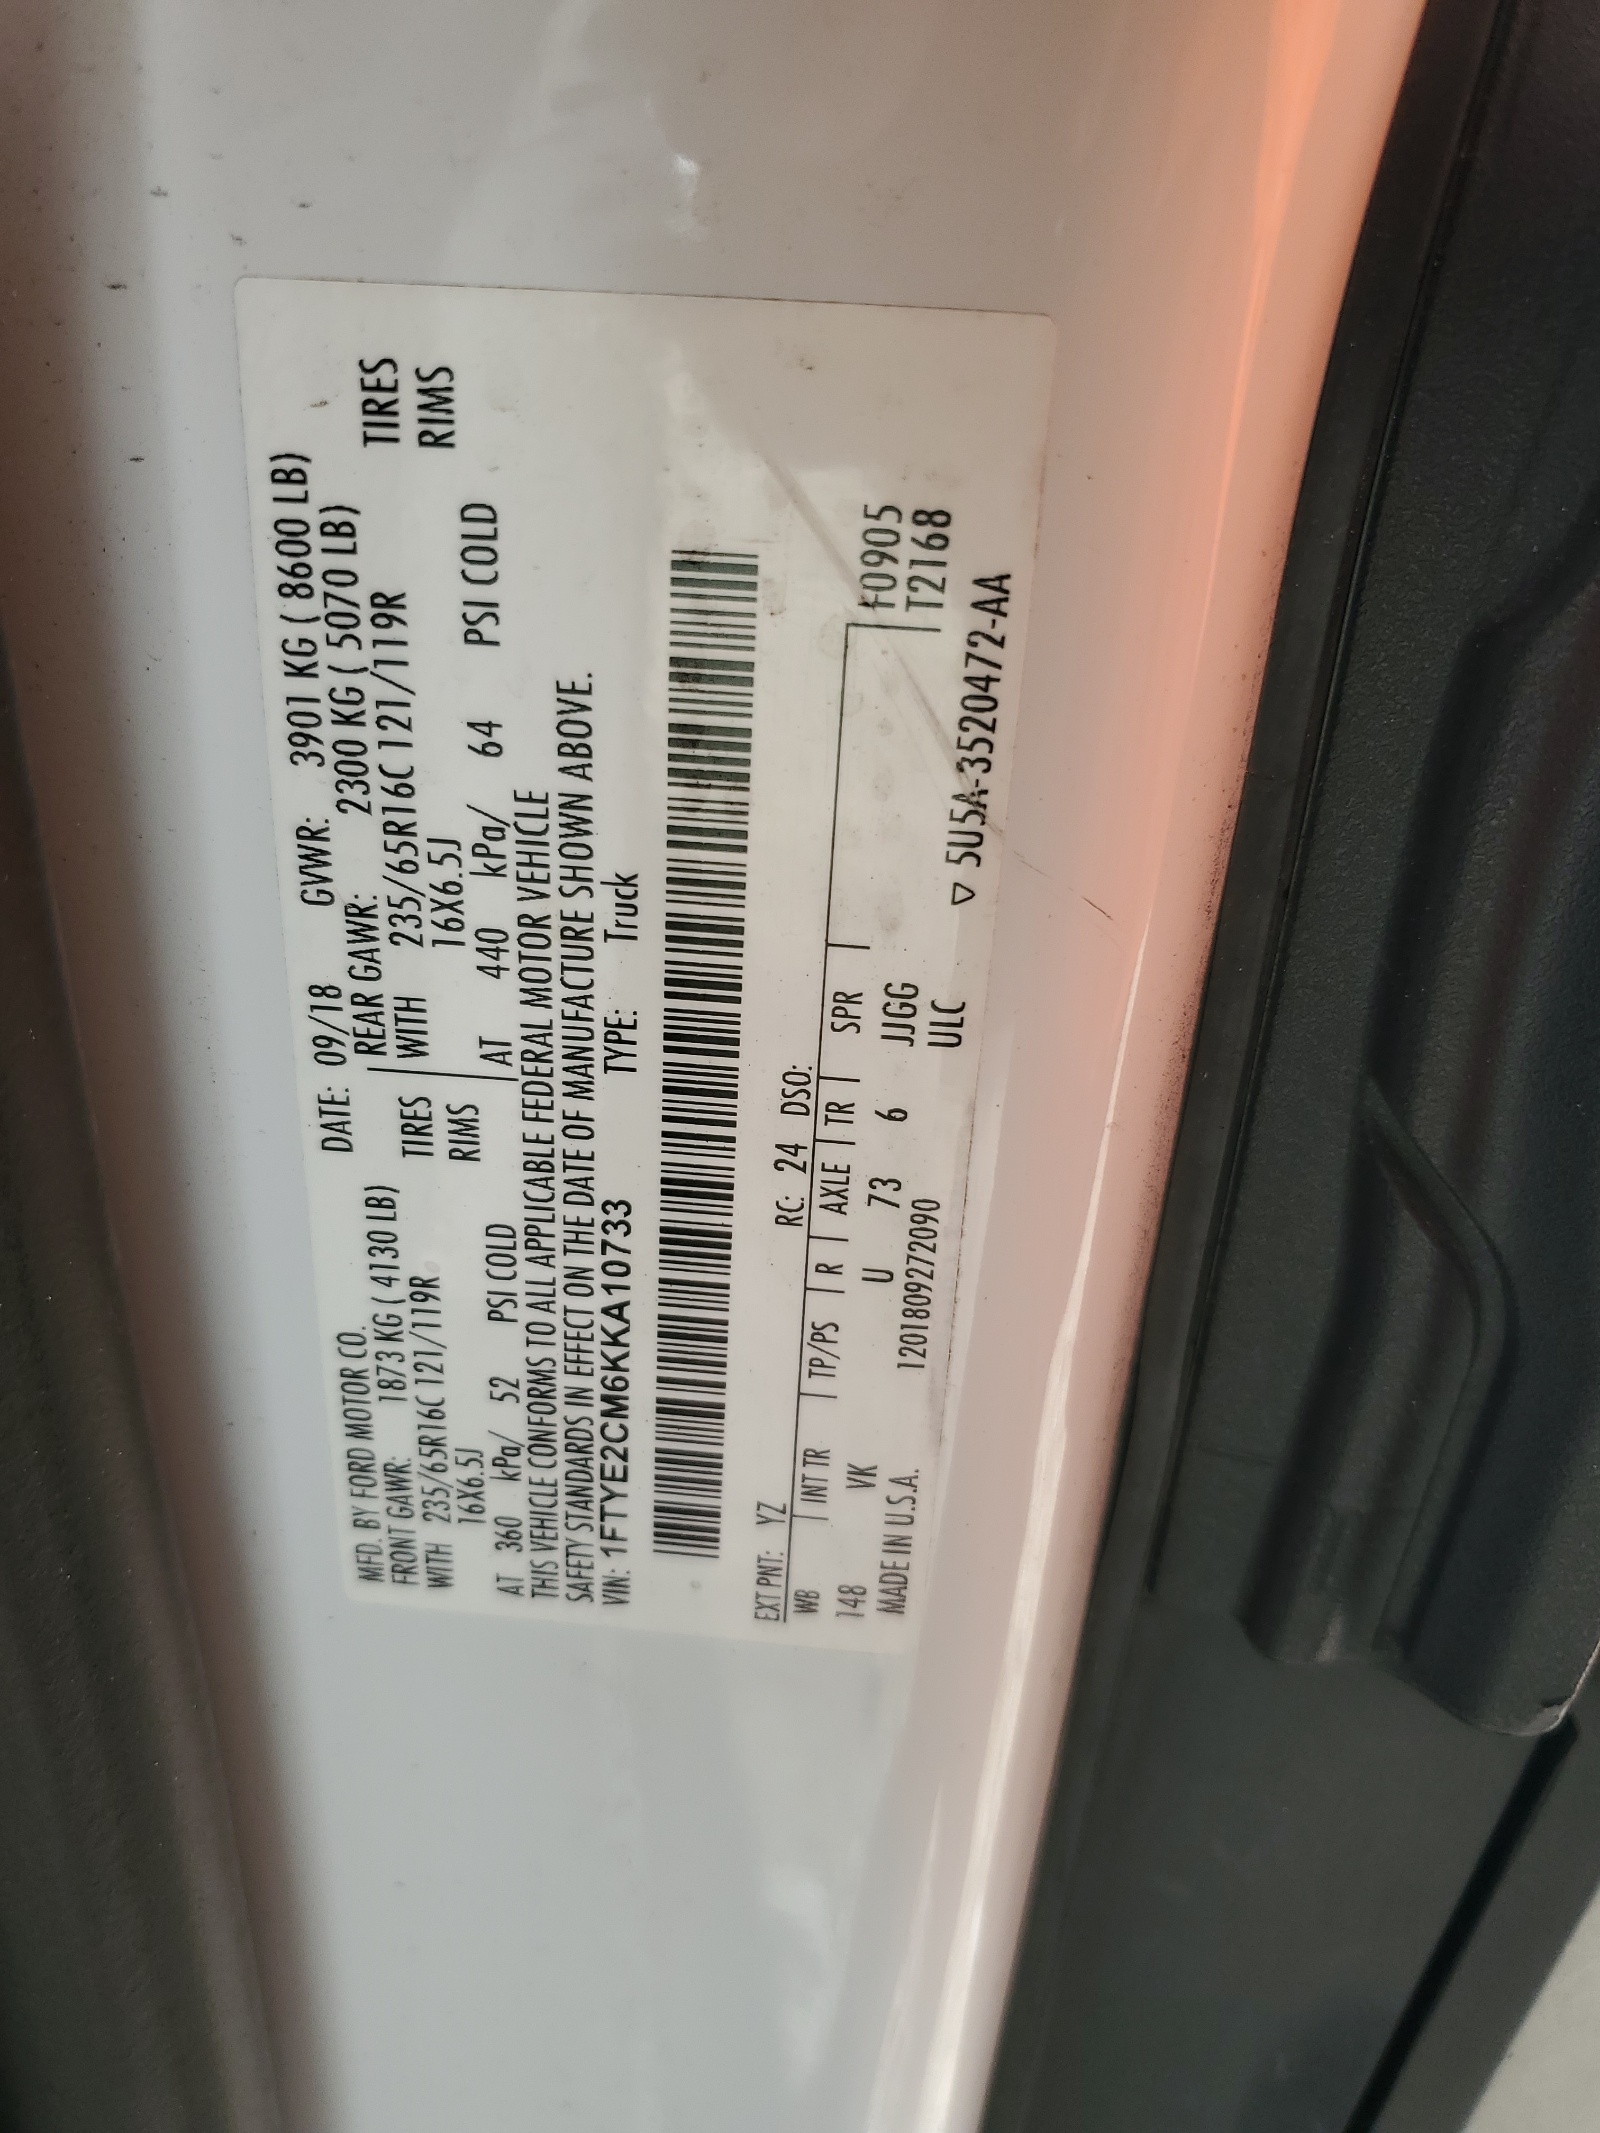 MFD. BY FORD MOTOR CO. DATE: 09/18 GVWR: 3901 KG ( 8600 LB)
FRONT GAWR: 1873 KG ( 4130 LB) REAR GAWR: 2300 KG ( 5070 LB)
WITH 235/65R16C 121/119R TIRES WITH 235/65R16C 121/119R TIRES
16X6.5J RIMS 16X6.5J RIMS
AT 360 kPa/ 52 PSI COLD AT 440 kPa/ 64 PSI COLD
THIS VEHICLE CONFORMS TO ALL APPLICABLE FEDERAL MOTOR VEHICLE
SAFETY STANDARDS IN EFFECT ON THE DATE OF MANUFACTURE SHOWN ABOVE.
VIN: 1FTYE2CM6KKA10733 TYPE: Truck
EXT PNT: YZ RC: 24 DSO:
WB INT TR TP/PS R AXLE TR SPR F0905
148 VK U 73 6 JJGG T2168
MADE IN U.S.A. 1201809272090 ULC ▽ 5U5A-3520472-AA